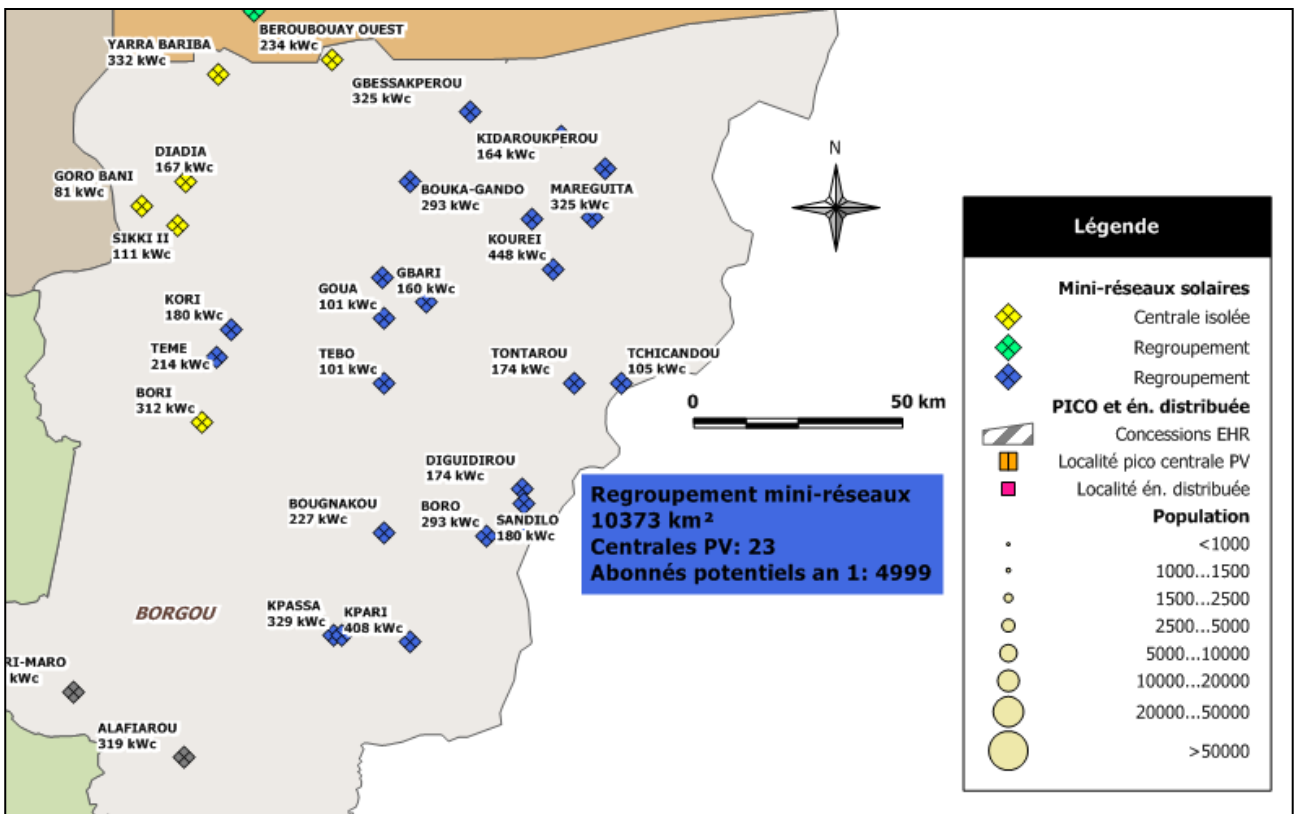 BEROUBOUAY OUEST
234 kWc
YARRA BARIBA
332 kWc
GBESSAKPEROU
325 kWc
KIDAROUKPEROU
164 kWc
DIADIA
167 kWc
GORO BANI
81 kWc
BOUKA-GANDO
293 kWc
MAREGUITA
325 kWc
SIKKI II
111 kWc
KOUREI
448 kWc
GBARI
160 kWc
GOUA
101 kWc
KORI
180 kWc
TEME
214 kWc
TEBO
101 kWc
TONTAROU
174 kWc
TCHICANDOU
105 kWc
BORI
312 kWc
DIGUIDIROU
174 kWc
BOUGNAKOU
227 kWc
BORO
293 kWc
SANDILO
180 kWc
KPASSA
329 kWc
KPARI
408 kWc
BORGOU
RI-MARO
kWc
ALAFIAROU
319 kWc
N
0 50 km
Regroupement mini-réseaux
10373 km²
Centrales PV: 23
Abonnés potentiels an 1: 4999
Légende
Mini-réseaux solaires
Centrale isolée
Regroupement
Regroupement
PICO et én. distribuée
Concessions EHR
Localité pico centrale PV
Localité én. distribuée
Population
<1000
1000...1500
1500...2500
2500...5000
5000...10000
10000...20000
20000...50000
>50000